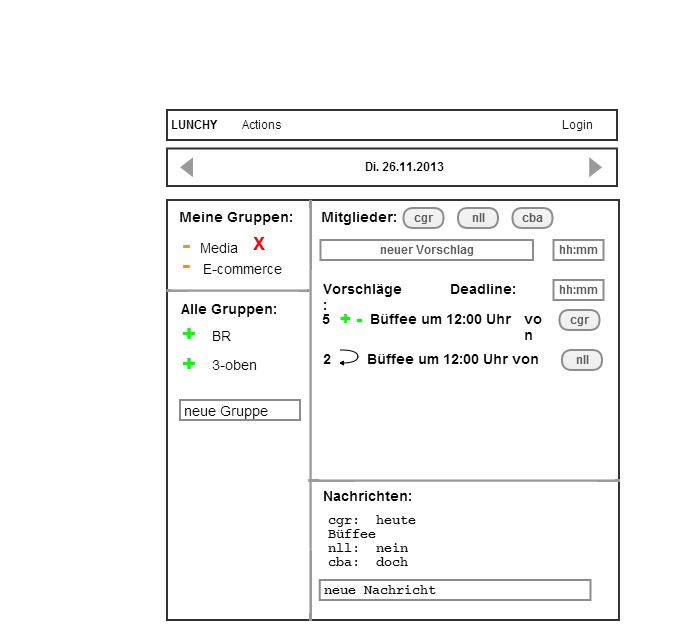 LUNCHY Actions Login
Di. 26.11.2013
Meine Gruppen:
- Media X
- E-commerce
Alle Gruppen:
+ BR
+ 3-oben
neue Gruppe
Mitglieder: cgr nll cba
neuer Vorschlag hh:mm
Vorschläge Deadline: hh:mm
:
5 + - Büffee um 12:00 Uhr vo cgr
n
2 Büffee um 12:00 Uhr von nll
Nachrichten:
cgr: heute
Büffee
nll: nein
cba: doch
neue Nachricht